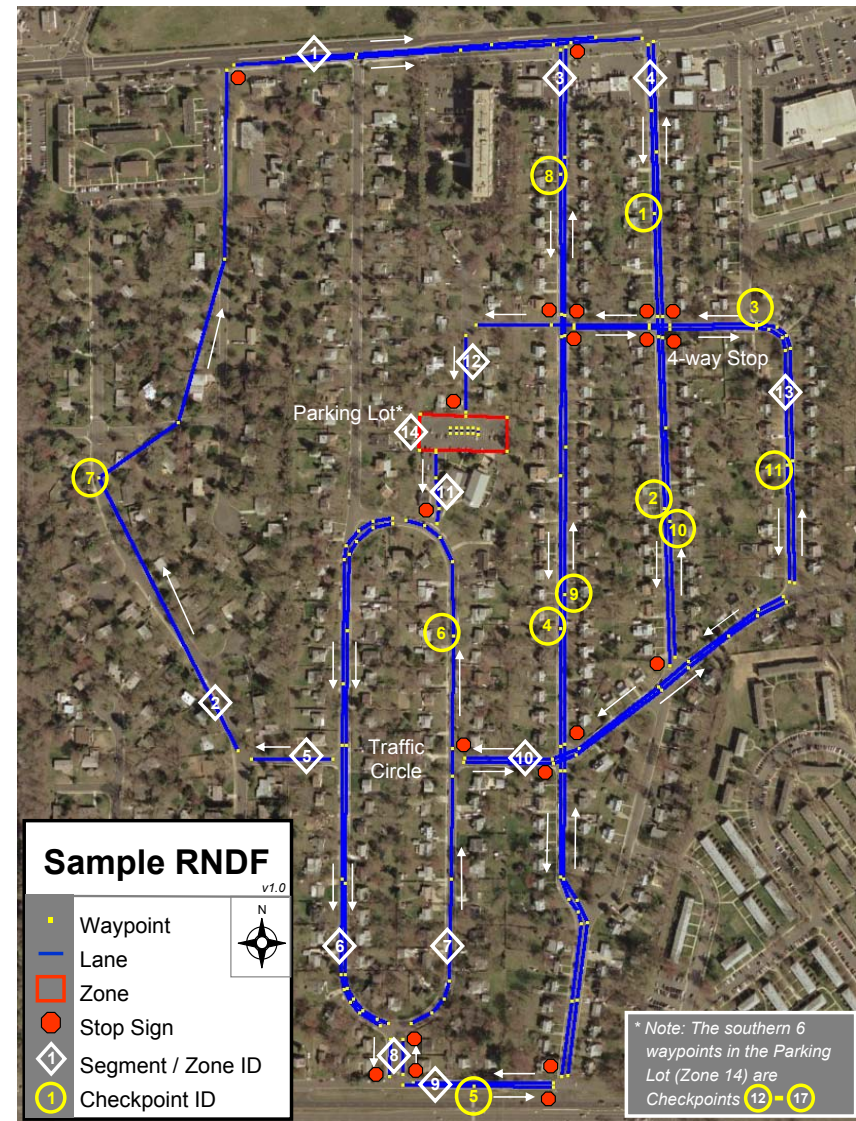 1
3
4
8
1
3
4-way Stop
12
13
Parking Lot*
14
7
11
11
2
10
9
4
6
2
Traffic
Circle
5
10
6
7
8
9
5
Sample RNDF
v1.0
N
Waypoint
Lane
Zone
Stop Sign
1 Segment / Zone ID
1 Checkpoint ID
* Note: The southern 6
waypoints in the Parking
Lot (Zone 14) are
Checkpoints 12 - 17